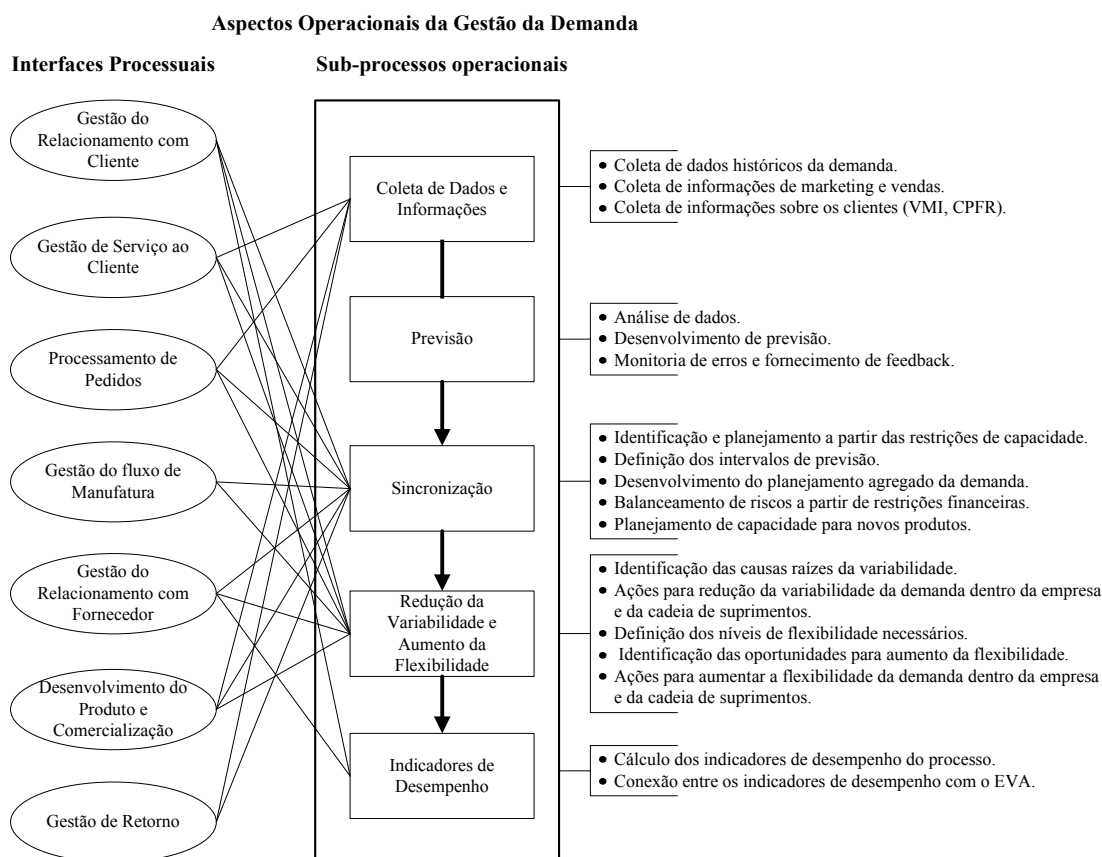 Aspectos Operacionais da Gestão da Demanda
Interfaces Processuais
Sub-processos operacionais
Gestão do
Relacionamento com
Cliente
Gestão de Serviço ao
Cliente
Processamento de
Pedidos
Gestão do fluxo de
Manufatura
Gestão do
Relacionamento com
Fornecedor
Desenvolvimento do
Produto e
Comercialização
Gestão de Retorno
Coleta de Dados e
Informações
Previsão
Sincronização
Redução da
Variabilidade e
Aumento da
Flexibilidade
Indicadores de
Desempenho
• Coleta de dados históricos da demanda.
• Coleta de informações de marketing e vendas.
• Coleta de informações sobre os clientes (VMI, CPFR).
• Análise de dados.
• Desenvolvimento de previsão.
• Monitoria de erros e fornecimento de feedback.
• Identificação e planejamento a partir das restrições de capacidade.
• Definição dos intervalos de previsão.
• Desenvolvimento do planejamento agregado da demanda.
• Balanceamento de riscos a partir de restrições financeiras.
• Planejamento de capacidade para novos produtos.
• Identificação das causas raízes da variabilidade.
• Ações para redução da variabilidade da demanda dentro da empresa
e da cadeia de suprimentos.
• Definição dos níveis de flexibilidade necessários.
• Identificação das oportunidades para aumento da flexibilidade.
• Ações para aumentar a flexibilidade da demanda dentro da empresa
e da cadeia de suprimentos.
• Cálculo dos indicadores de desempenho do processo.
• Conexão entre os indicadores de desempenho com o EVA.